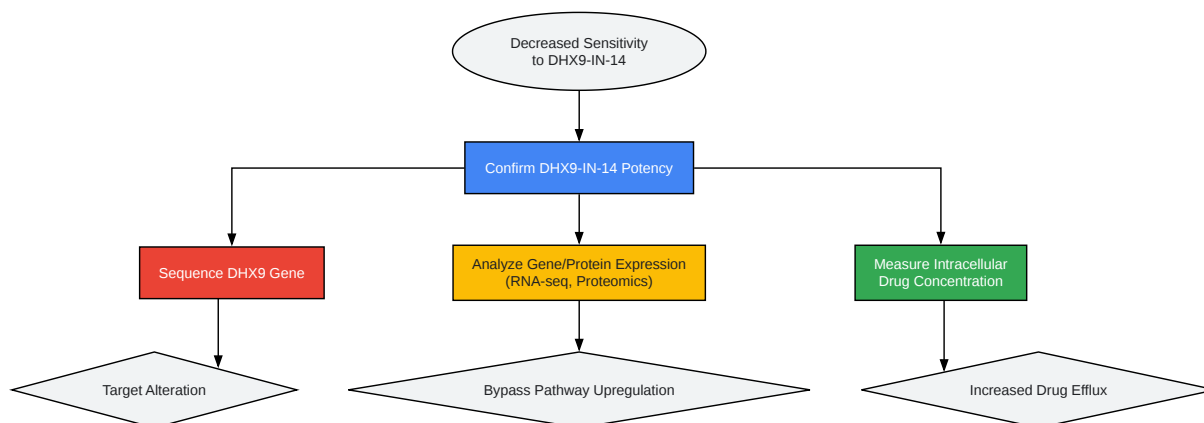 Decreased Sensitivity
to DHX9-IN-14
Confirm DHX9-IN-14 Potency
Sequence DHX9 Gene
Analyze Gene/Protein Expression
(RNA-seq, Proteomics)
Measure Intracellular
Drug Concentration
Target Alteration
Bypass Pathway Upregulation
Increased Drug Efflux